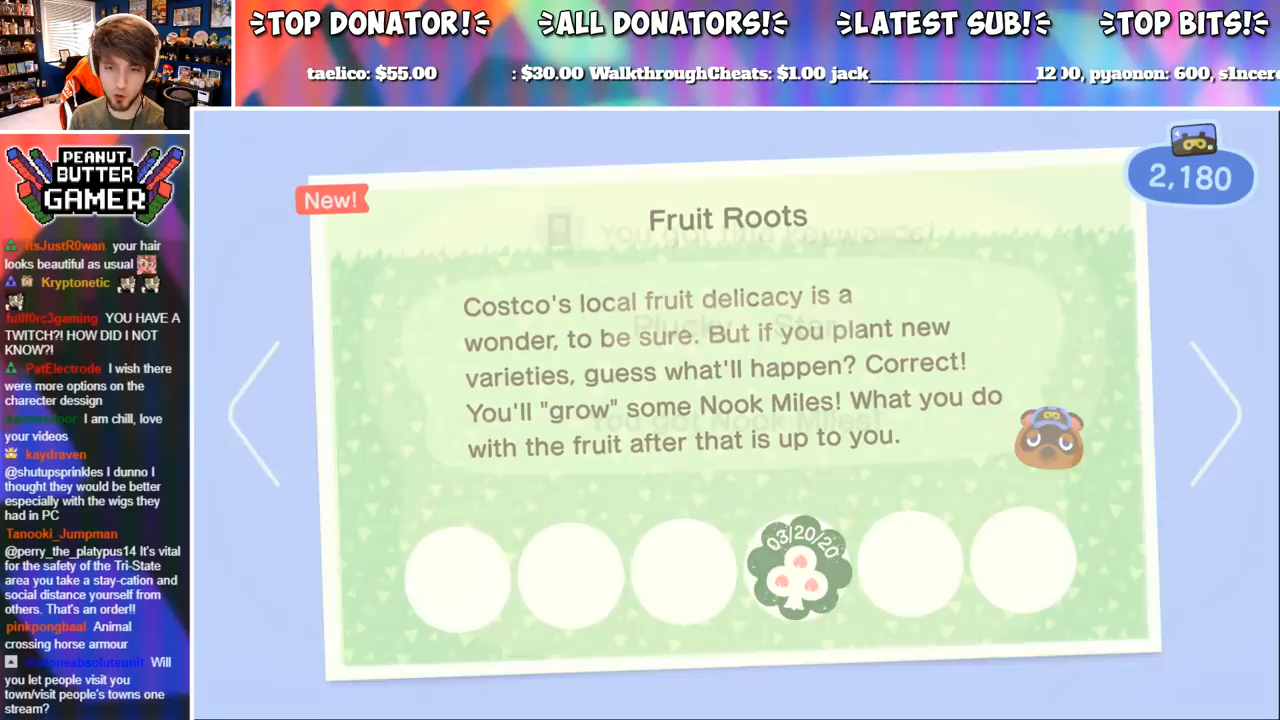 TOP DONATOR!
ALL DONATORS!
LATEST SUB!
TOP BITS!
taelico: $55.00
: $30.00 WalkthroughCheats: $1.00 jack
pyaonon: 600,
PEANUT
BUTTER
GAMER
ItsJustR0wan your hair
looks beautiful as usual
Kryptonetic
fullf0rc3gaming YOU HAVE A
TWITCH?! HOW DID I NOT
KNOW?!
PatElectrode I wish there
were more options on the
charecter dessign
I am chill, love
your videos
kaydraven
@shutupsprinkles I dunno I
thought they would be better
especially with the wigs they
had in PC
Tanooki_Jumpman
@perry_the_platypus14 It's vital
for the safety of the Tri-State
area you take a stay-cation and
social distance yourself from
others. That's an order!!
pinkpongbaal Animal
crossing horse armour
Will
you let people visit you
town/visit people's towns one
stream?
2,180
New!
Fruit Roots
Costco's local fruit delicacy is a
wonder, to be sure. But if you plant new
varieties, guess what'll happen? Correct!
You'll "grow" some Nook Miles! What you do
with the fruit after that is up to you.
03/20/20